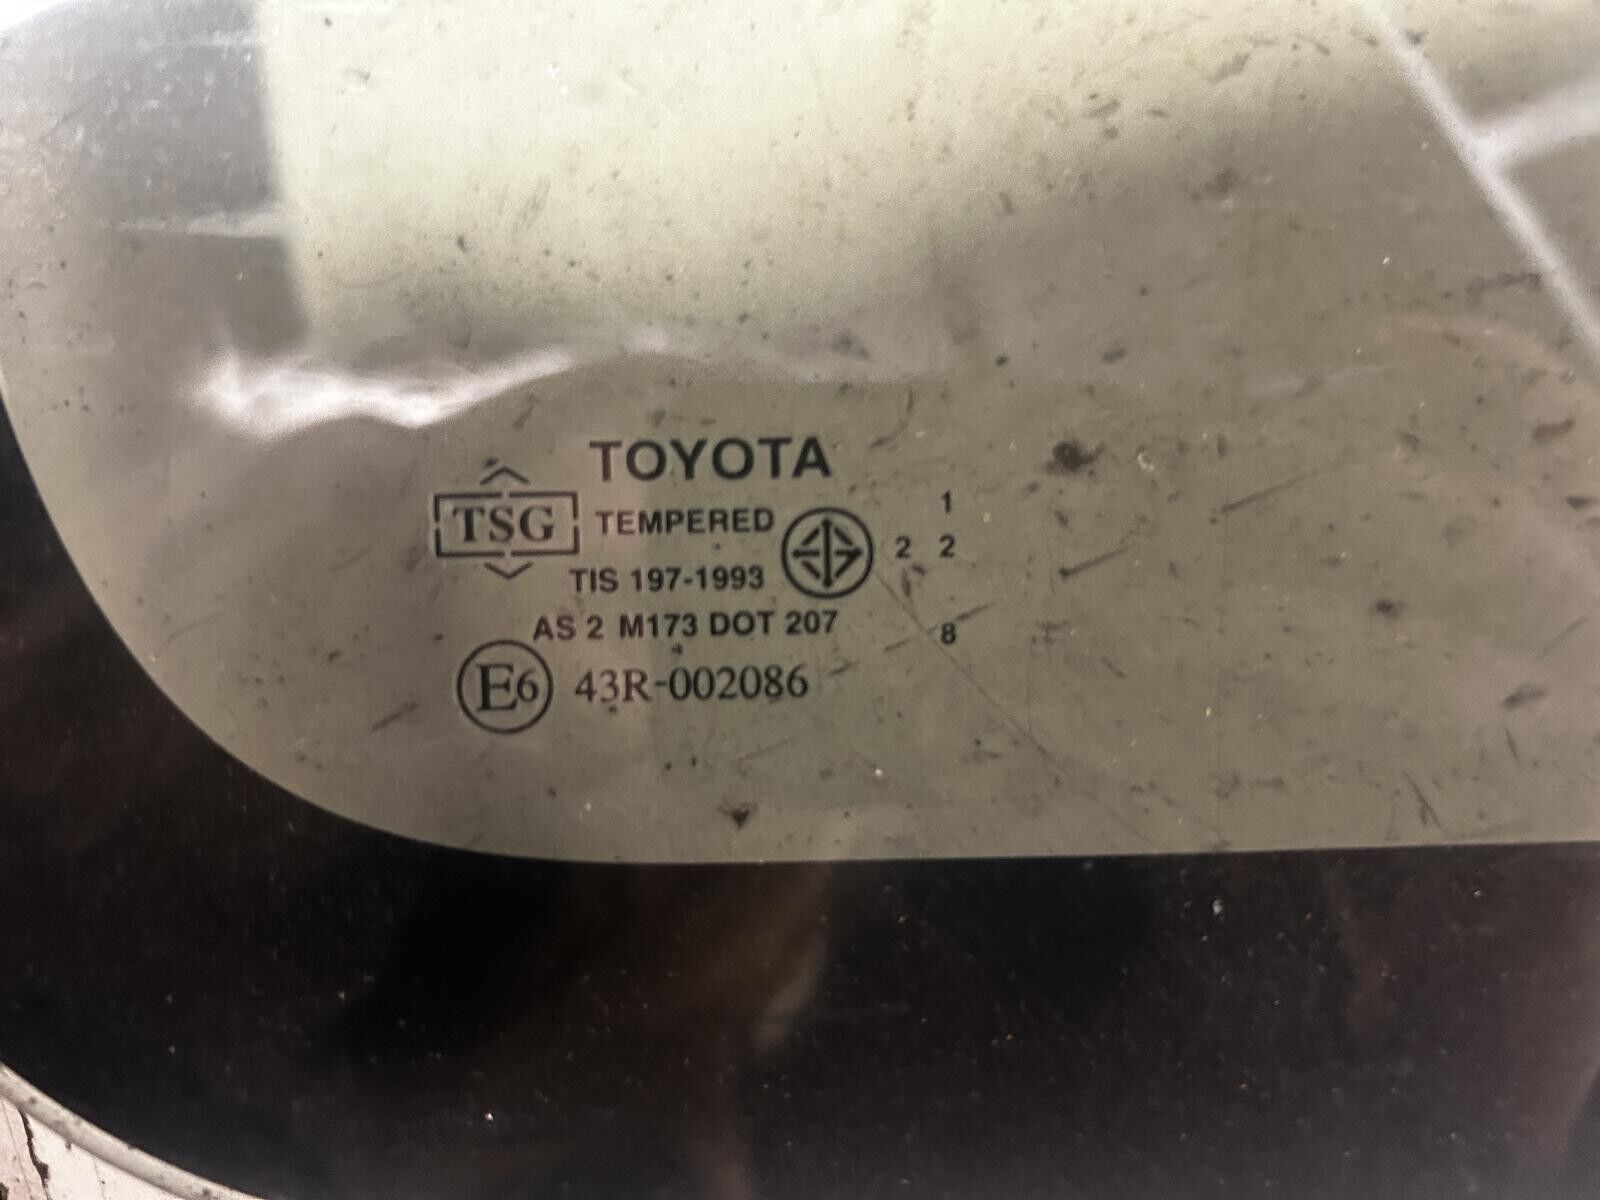 TOYOTA
TSG TEMPERED
TIS 197-1993
AS 2 M173 DOT 207
E6 43R-002086
1
2 2
8